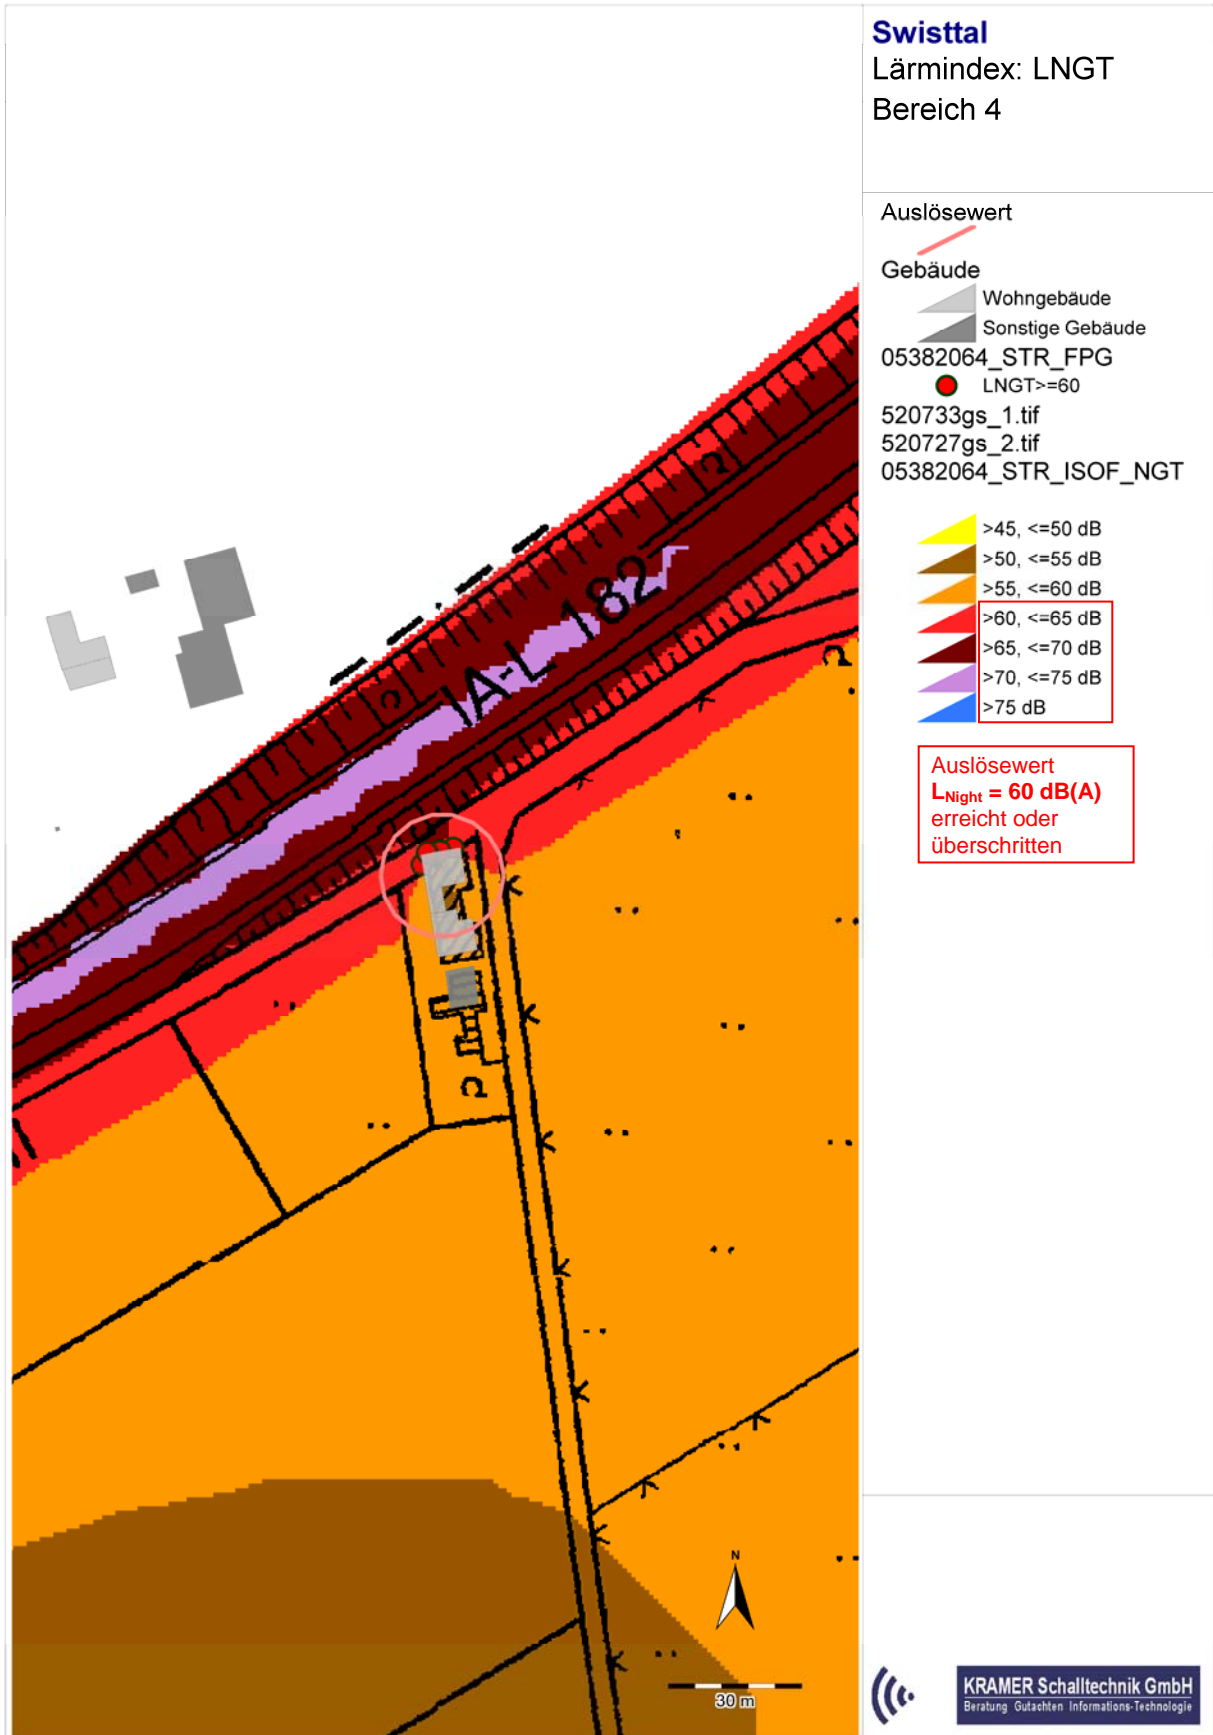 Swisttal
Lärmindex: LNGT
Bereich 4
Auslösewert
Gebäude
Wohngebäude
Sonstige Gebäude
05382064_STR_FPG
LNGT>=60
520733gs_1.tif
520727gs_2.tif
05382064_STR_ISOF_NGT
>45, <=50 dB
>50, <=55 dB
>55, <=60 dB
>60, <=65 dB
>65, <=70 dB
>70, <=75 dB
>75 dB
Auslösewert
LNight = 60 dB(A)
erreicht oder
überschritten
IA-L 182
N
30 m
KRAMER Schalltechnik GmbH
Beratung Gutachten Informations-Technologie